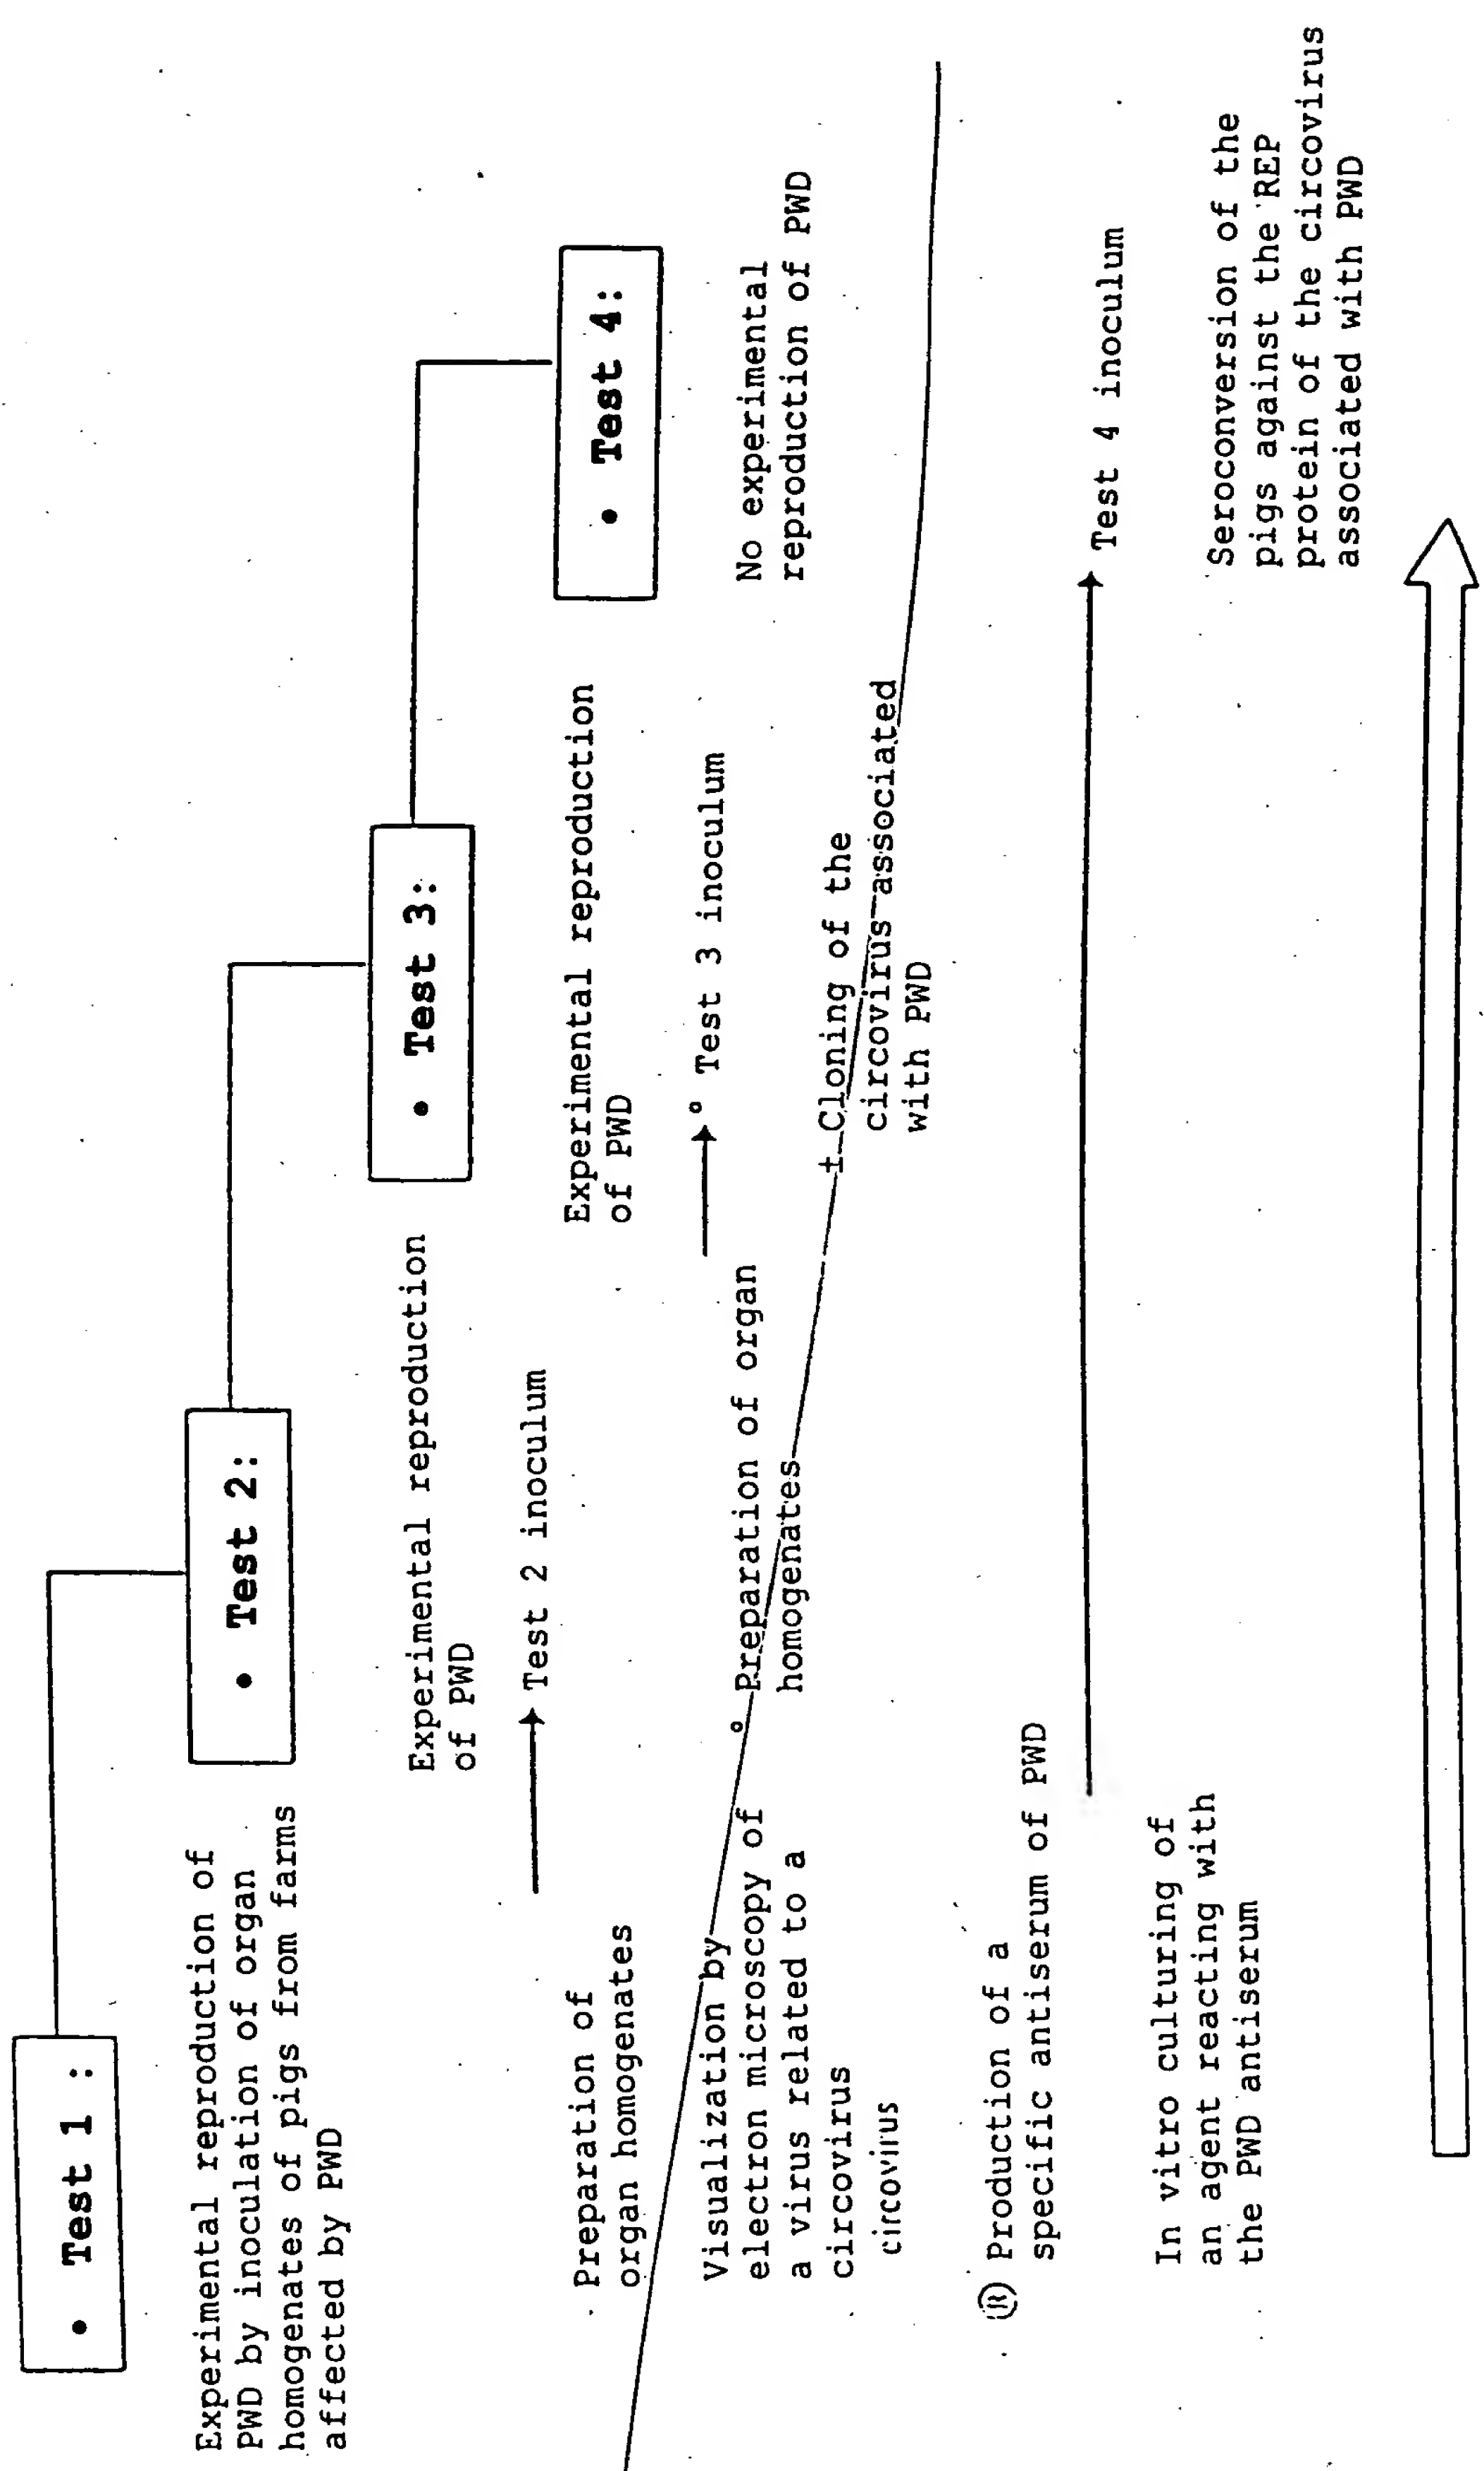 • Test 1 :
Experimental reproduction of
PWD by inoculation of organ
homogenates of pigs from farms
affected by PWD
Preparation of
organ homogenates
Visualization by
electron microscopy of
a virus related to a
circovirus
circovirus
® Production of a
specific antiserum of PWD
In vitro culturing of
an agent reacting with
the PWD antiserum
• Test 2:
Experimental reproduction
of PWD
Test 2 inoculum
° Preparation of organ
homogenates
• Test 3:
Experimental reproduction
of PWD
° Test 3 inoculum
± Cloning of the
circovirus associated
with PWD
• Test 4:
No experimental
reproduction of PWD
Test 4 inoculum
Seroconversion of the
pigs against the REP
protein of the circovirus
associated with PWD